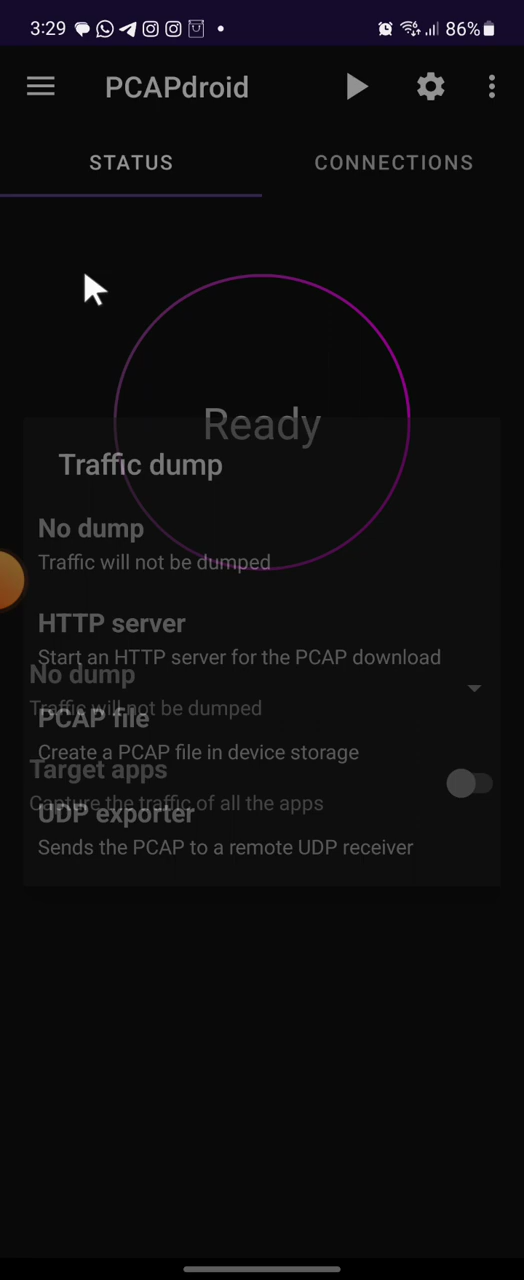 3:29
86%
PCAPdroid
STATUS
CONNECTIONS
Ready
Traffic dump
No dump
Traffic will not be dumped
HTTP server
Start an HTTP server for the PCAP download
No dump
Traffic will not be dumped
PCAP file
Create a PCAP file in device storage
Target apps
Capture the traffic of all the apps
UDP exporter
Sends the PCAP to a remote UDP receiver